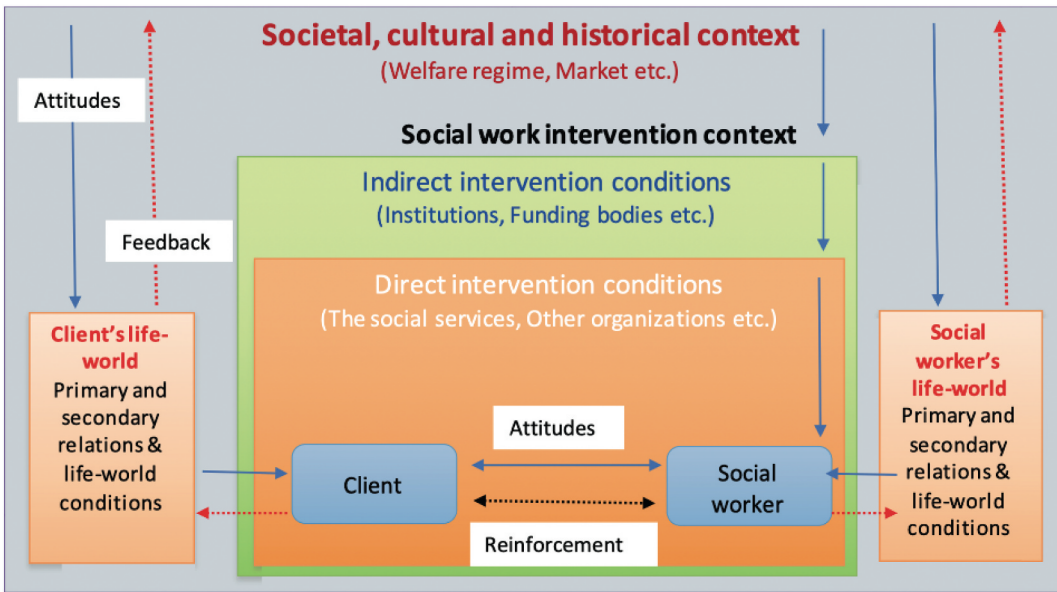 Societal, cultural and historical context
(Welfare regime, Market etc.)
Attitudes
Social work intervention context
Indirect intervention conditions
(Institutions, Funding bodies etc.)
Feedback
Direct intervention conditions
(The social services, Other organizations etc.)
Client’s life-
world
Primary and
secondary
relations &
life-world
conditions
Social
worker’s
life-world
Primary and
secondary
relations &
life-world
conditions
Attitudes
Client
Social
worker
Reinforcement